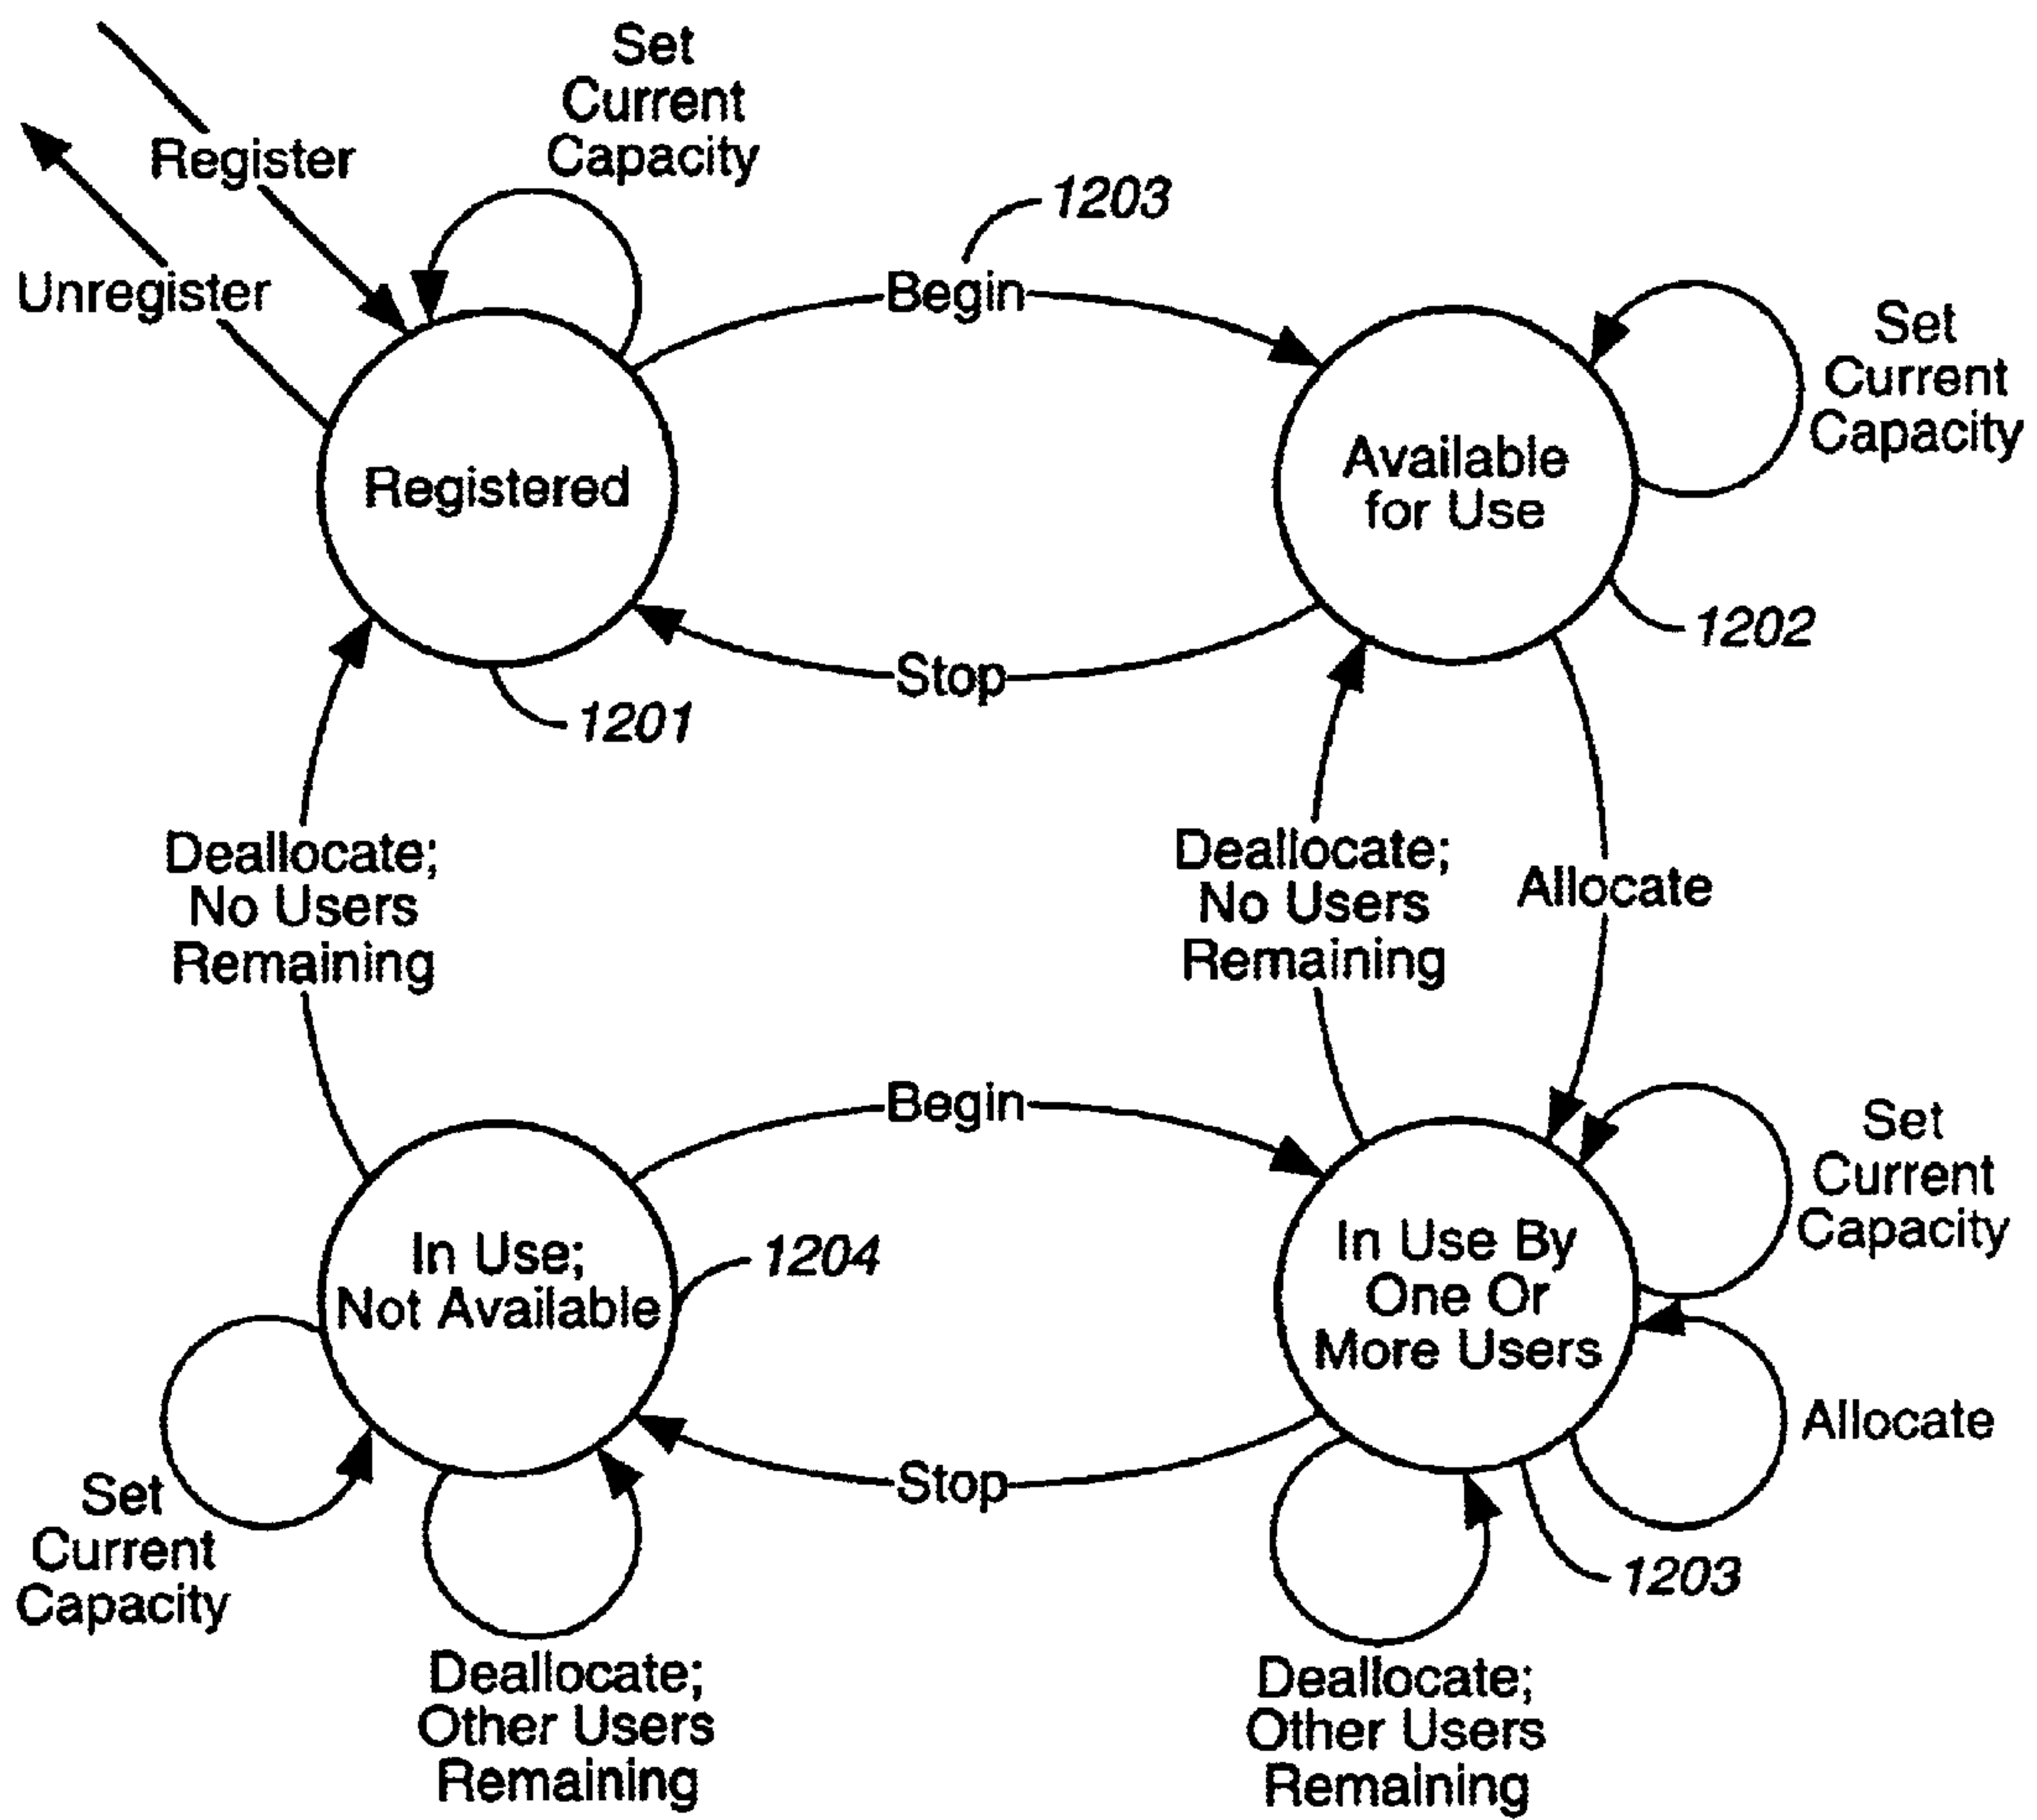 Set
Current
Capacity
Register
1203
Unregister
Begin
Set
Current
Capacity
Registered
Available
for Use
1202
Stop
1201
Deallocate;
No Users
Remaining
Deallocate;
No Users
Remaining
Allocate
Begin
Set
Current
Capacity
In Use;
Not Available
1204
In Use By
One Or
More Users
Allocate
Stop
Set
Current
Capacity
1203
Deallocate;
Other Users
Remaining
Deallocate;
Other Users
Remaining